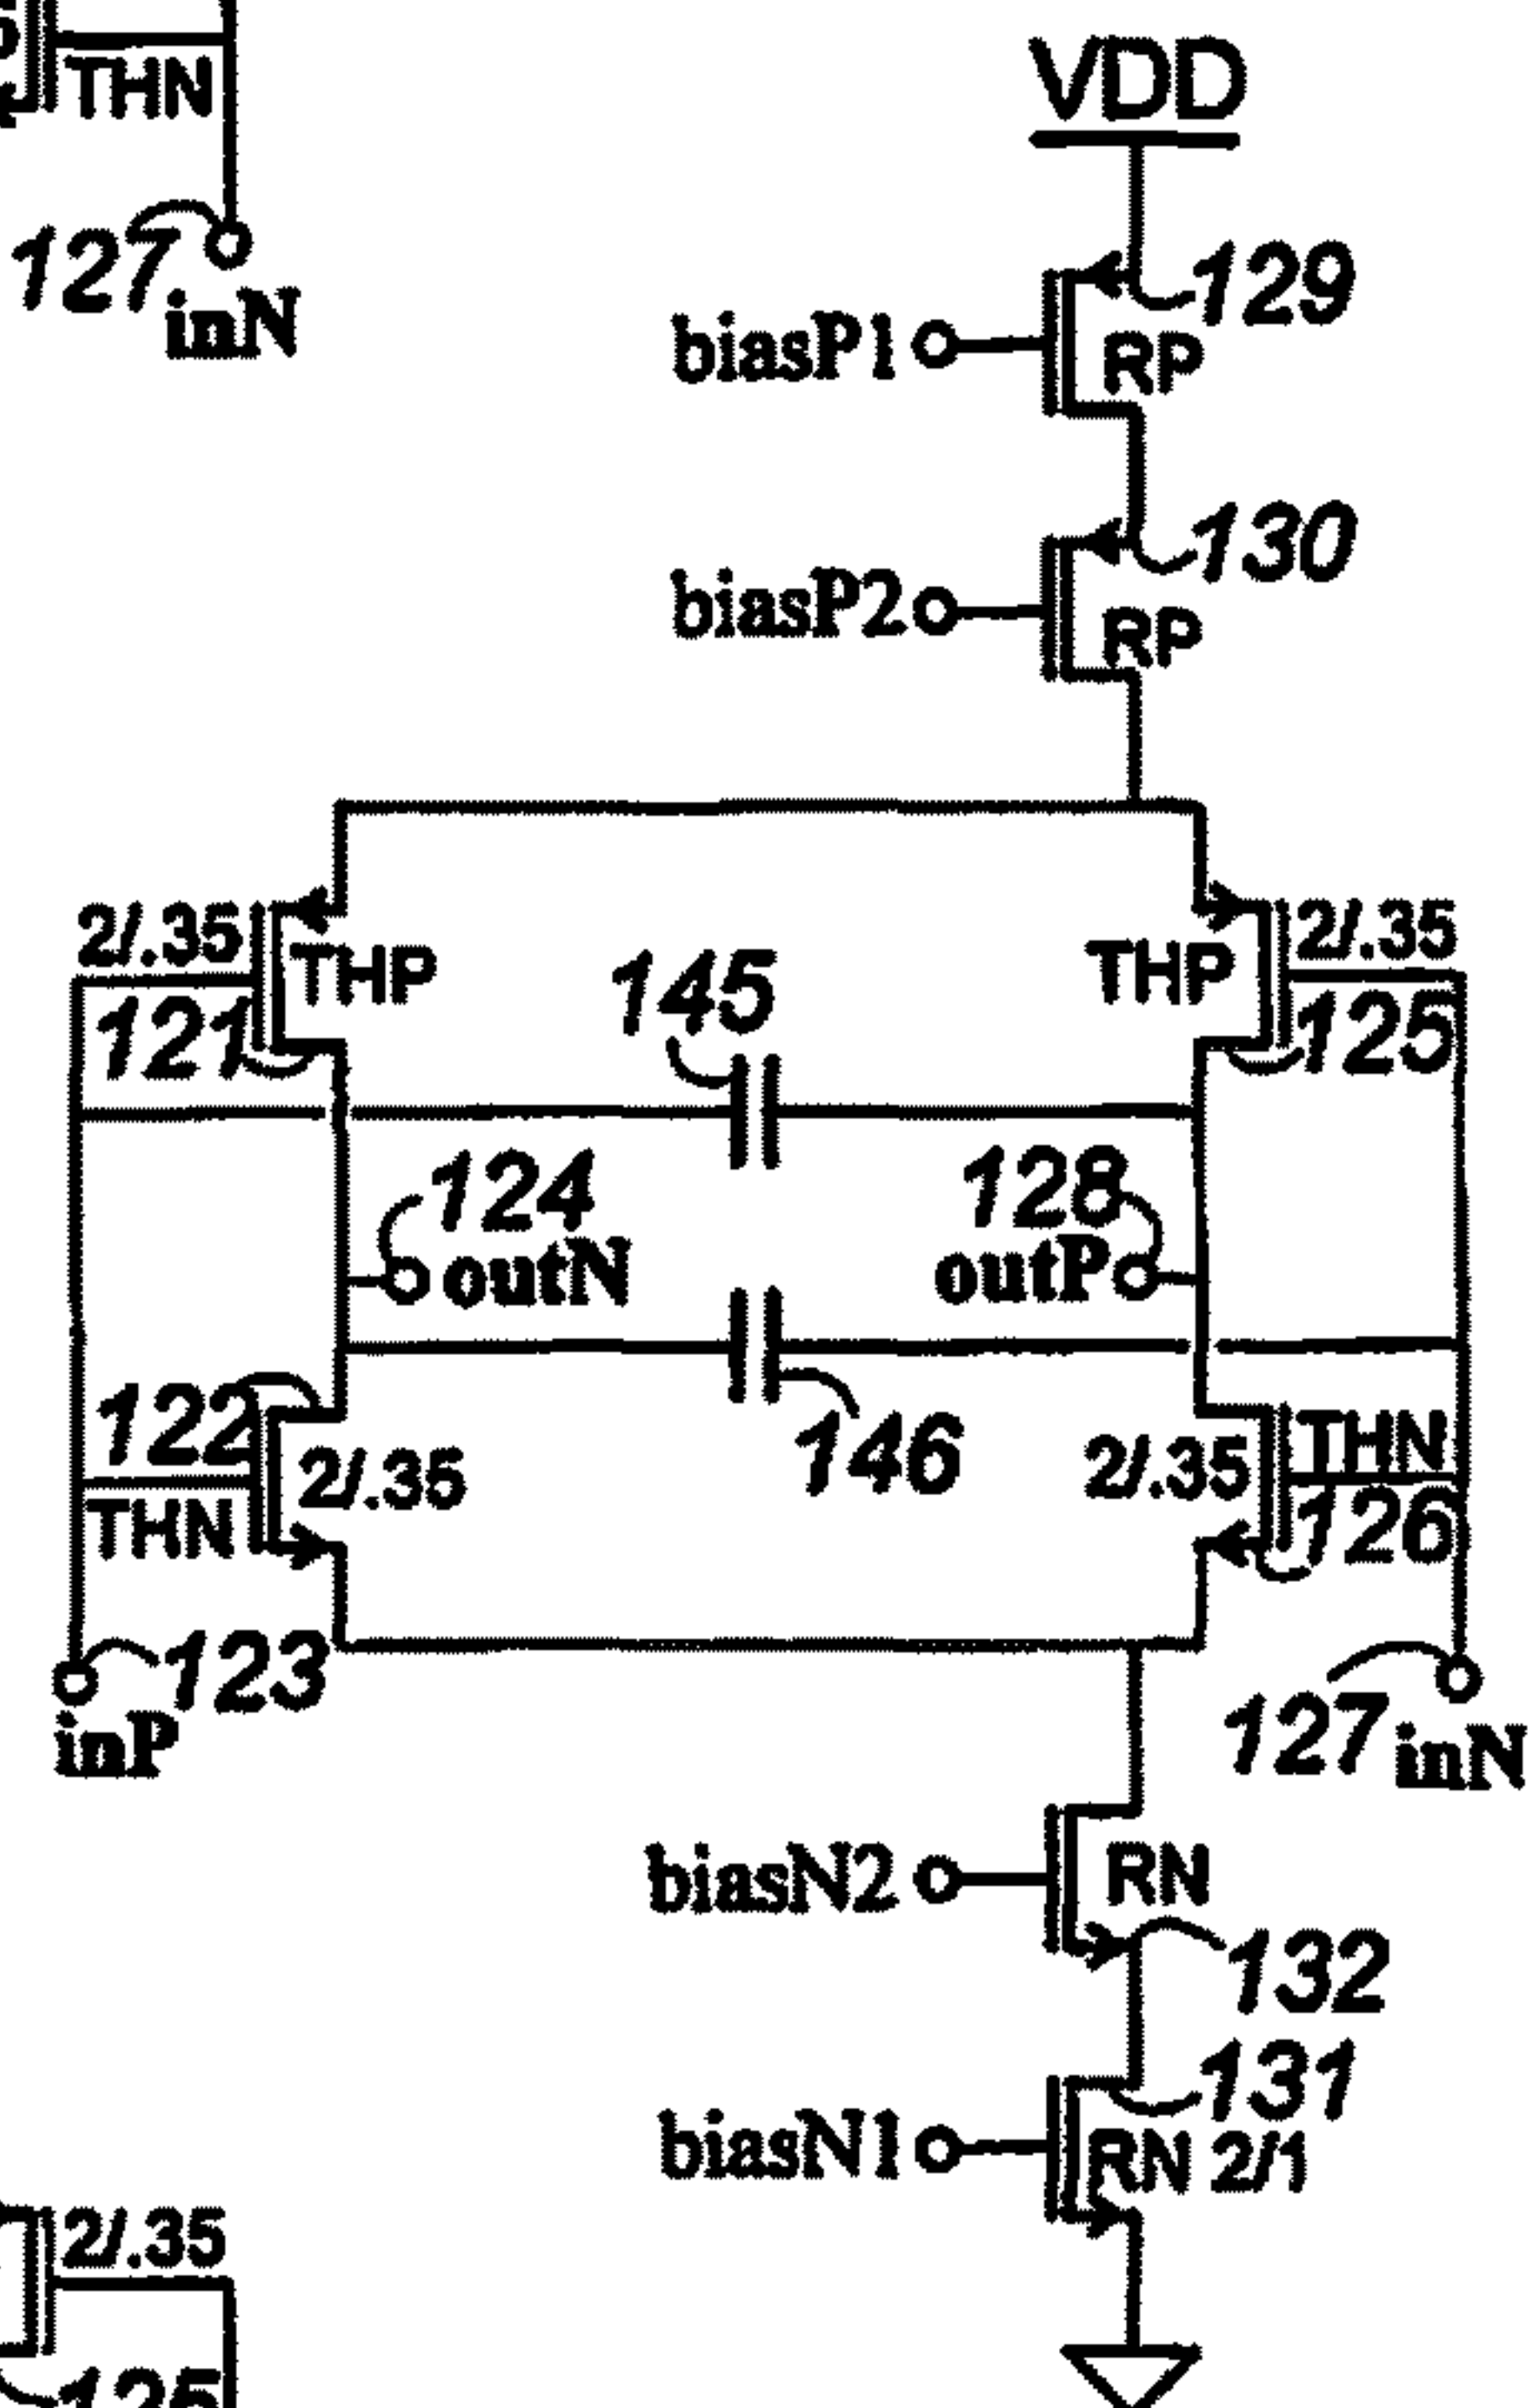 THN
VDD
127
inN
129
biasP1
RP
130
biasP2
RP
2/.35
THP
121
145
THP
2/.35
125
124
outN
128
outP
122
2/.35
THN
146
2/.35
THN
126
123
inP
127
inN
biasN2
RN
132
131
biasN1
RN 2/1
2/.35